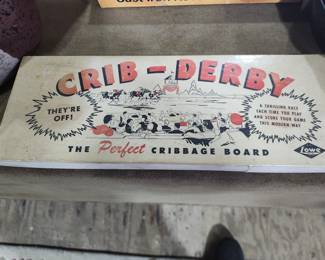 CRIB-DERBY
THEY'RE
OFF!
A THRILLING RACE
EACH TIME YOU PLAY
AND SCORE YOUR GAME
THIS MODERN WAY
THE Perfect CRIBBAGE BOARD
Lowe